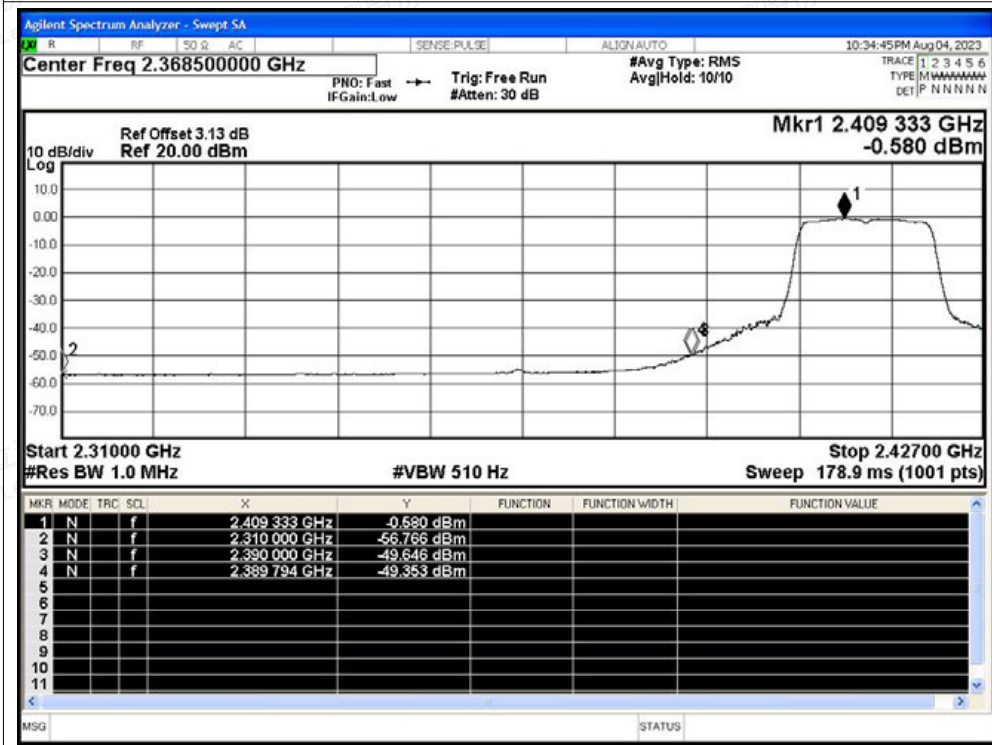 Agilent Spectrum Analyzer - Swept SA
LXI R RF 50 Ω AC SENSE:PULSE ALIGN AUTO 10:34:45 PM Aug 04, 2023
Center Freq 2.368500000 GHz
PNO: Fast
IFGain:Low
Trig: Free Run
#Atten: 30 dB
#Avg Type: RMS
Avg|Hold: 10/10
TRACE 1 2 3 4 5 6
TYPE M
DET P N N N N N
Ref Offset 3.13 dB
Ref 20.00 dBm
10 dB/div
Log
Mkr1 2.409 333 GHz
-0.580 dBm
10.0
0.00
-10.0
-20.0
-30.0
-40.0
-50.0
-60.0
-70.0
1
2
Start 2.31000 GHz
#Res BW 1.0 MHz
#VBW 510 Hz
Stop 2.42700 GHz
Sweep 178.9 ms (1001 pts)
MKR MODE TRC SCL X Y FUNCTION FUNCTION WIDTH FUNCTION VALUE
1 N f 2.409 333 GHz -0.580 dBm
2 N f 2.310 000 GHz -56.766 dBm
3 N f 2.390 000 GHz -49.646 dBm
4 N f 2.389 794 GHz -49.353 dBm
5
6
7
8
9
10
11
MSG STATUS